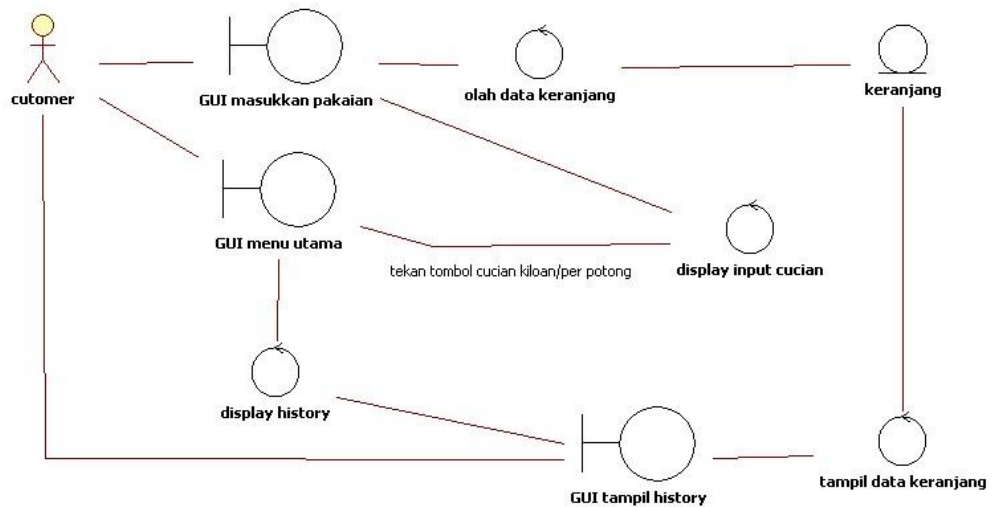 cutomer
GUI masukkan pakaian
olah data keranjang
keranjang
GUI menu utama
tekan tombol cucian kiloan/per potong
display input cucian
display history
GUI tampil history
tampil data keranjang